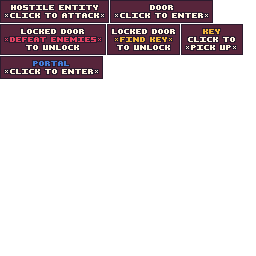 HOSTILE ENTITY
*CLICK TO ATTACK*
DOOR
*CLICK TO ENTER*
LOCKED DOOR
*DEFEAT ENEMIES*
TO UNLOCK
LOCKED DOOR
*FIND KEY*
TO UNLOCK
KEY
CLICK TO
*PICK UP*
PORTAL
*CLICK TO ENTER*